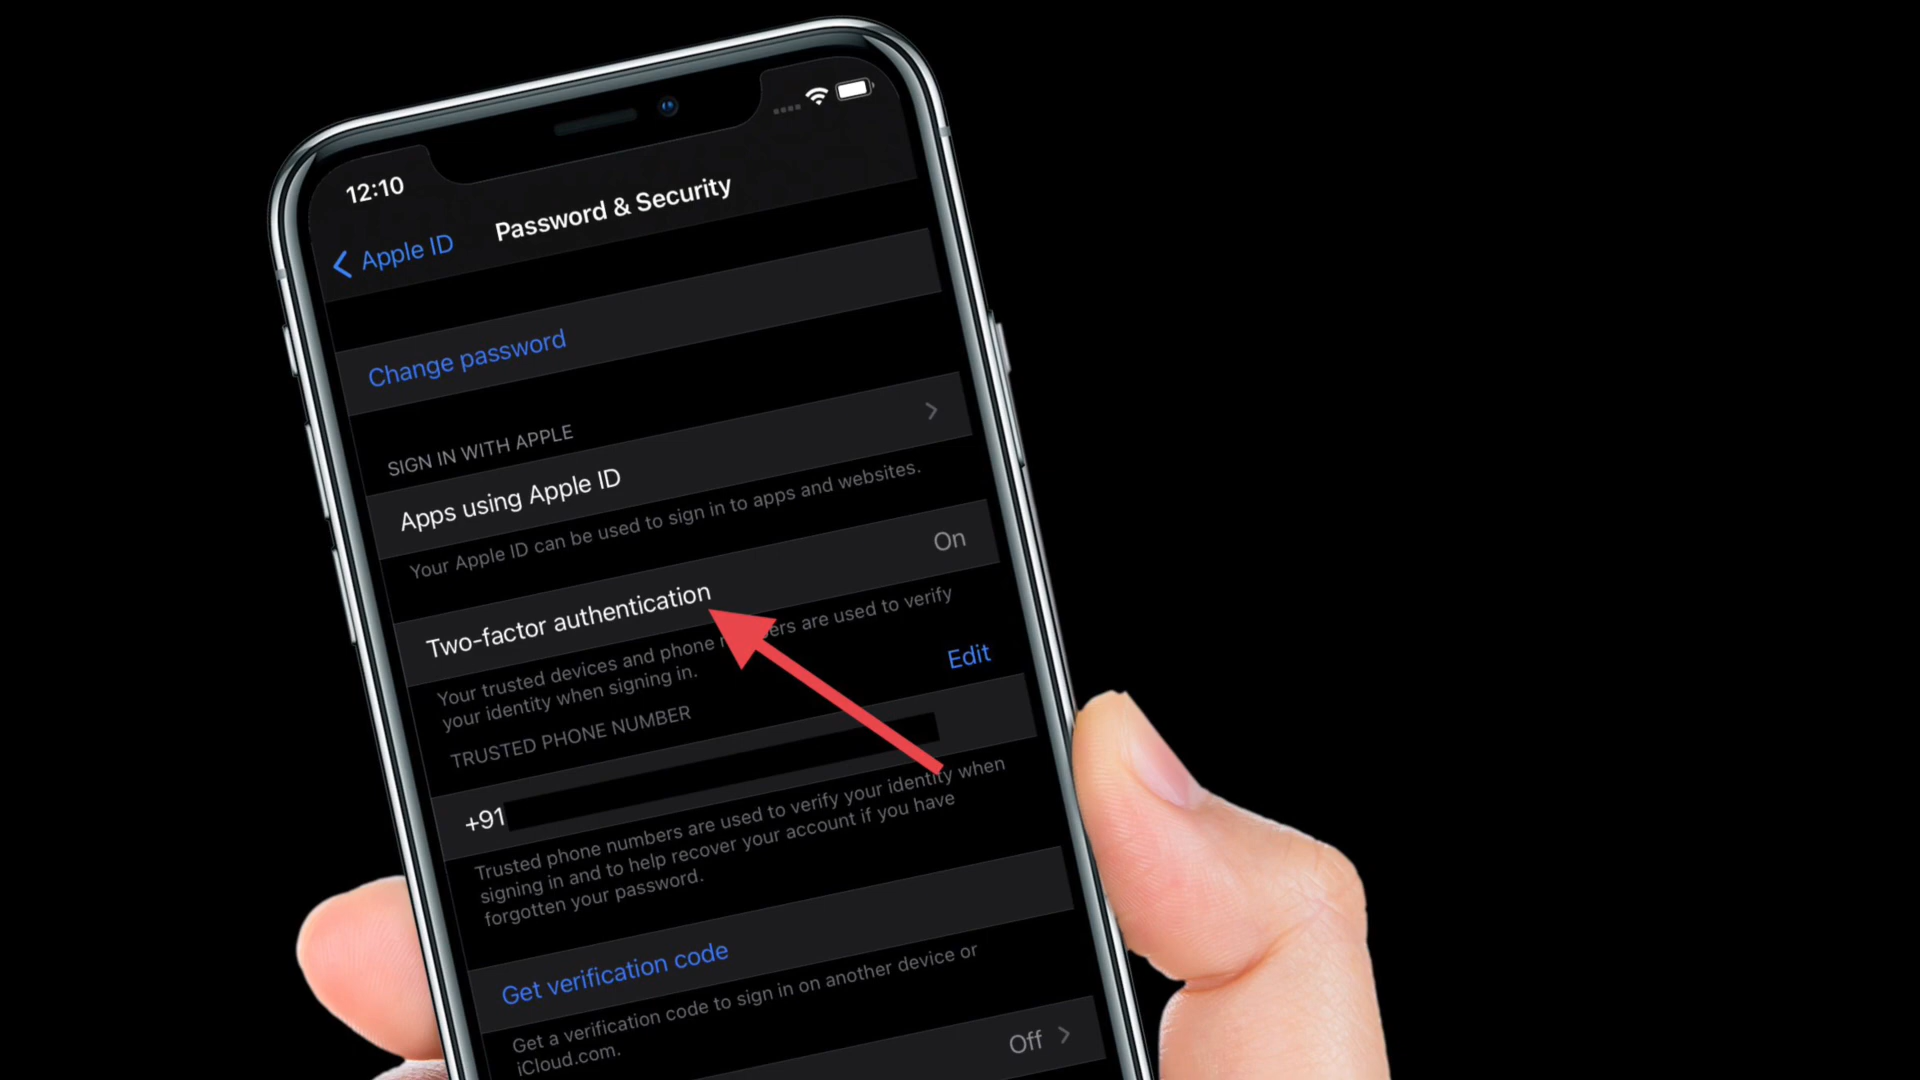 12:10
Apple ID
Password & Security
Change password
SIGN IN WITH APPLE
Apps using Apple ID
Your Apple ID can be used to sign in to apps and websites.
Two-factor authentication
On
Your trusted devices and phone are used to verify
your identity when signing in.
TRUSTED PHONE NUMBER
Edit
+91
Trusted phone numbers are used to verify your identity when
signing in and to help recover your account if you have
forgotten your password.
Get verification code
Get a verification code to sign in on another device or
iCloud.com.
Off